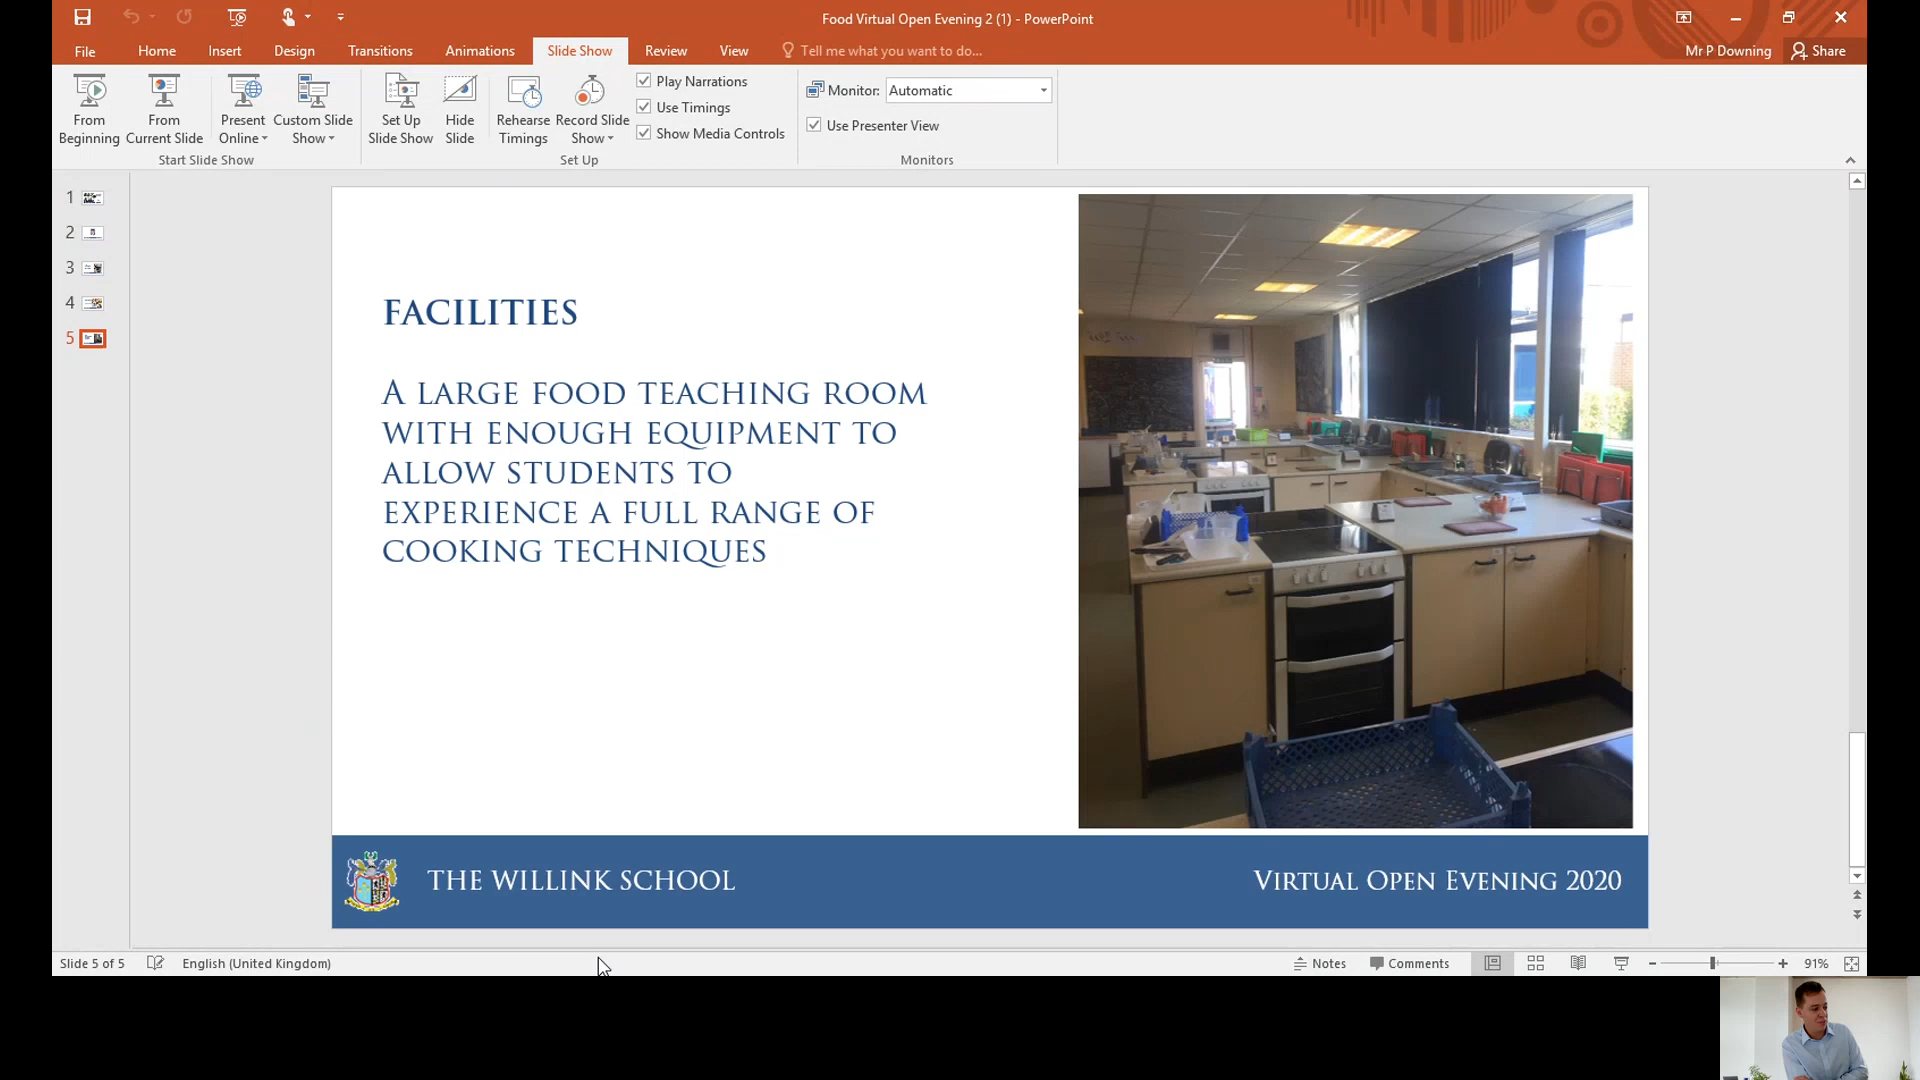 Food Virtual Open Evening 2 (1) - PowerPoint
File Home Insert Design Transitions Animations Slide Show Review View Tell me what you want to do... Mr P Downing Share
From Beginning
From Current Slide
Present Online
Custom Slide Show
Start Slide Show
Set Up Slide Show
Hide Slide
Rehearse Timings
Record Slide Show
Play Narrations
Use Timings
Show Media Controls
Set Up
Monitor: Automatic
Use Presenter View
Monitors
1
2
3
4
5
FACILITIES
A LARGE FOOD TEACHING ROOM
WITH ENOUGH EQUIPMENT TO
ALLOW STUDENTS TO
EXPERIENCE A FULL RANGE OF
COOKING TECHNIQUES
THE WILLINK SCHOOL
VIRTUAL OPEN EVENING 2020
Slide 5 of 5 English (United Kingdom) Notes Comments 91%